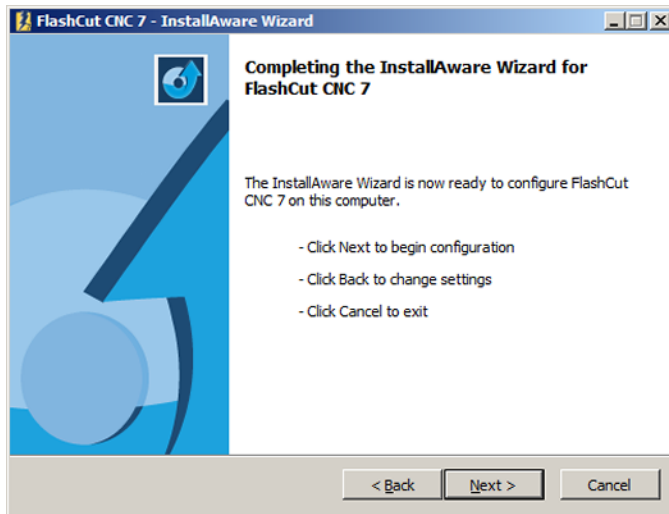 FlashCut CNC 7 - InstallAware Wizard
Completing the InstallAware Wizard for
FlashCut CNC 7
The InstallAware Wizard is now ready to configure FlashCut
CNC 7 on this computer.
- Click Next to begin configuration
- Click Back to change settings
- Click Cancel to exit
< Back
Next >
Cancel